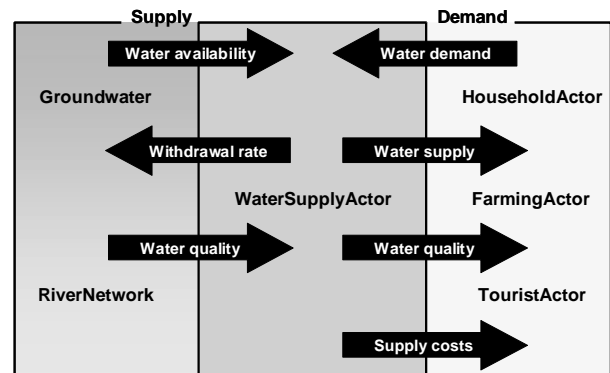 Supply
Demand
Water availability
Water demand
Groundwater
HouseholdActor
Withdrawal rate
Water supply
WaterSupplyActor
FarmingActor
Water quality
Water quality
RiverNetwork
TouristActor
Supply costs